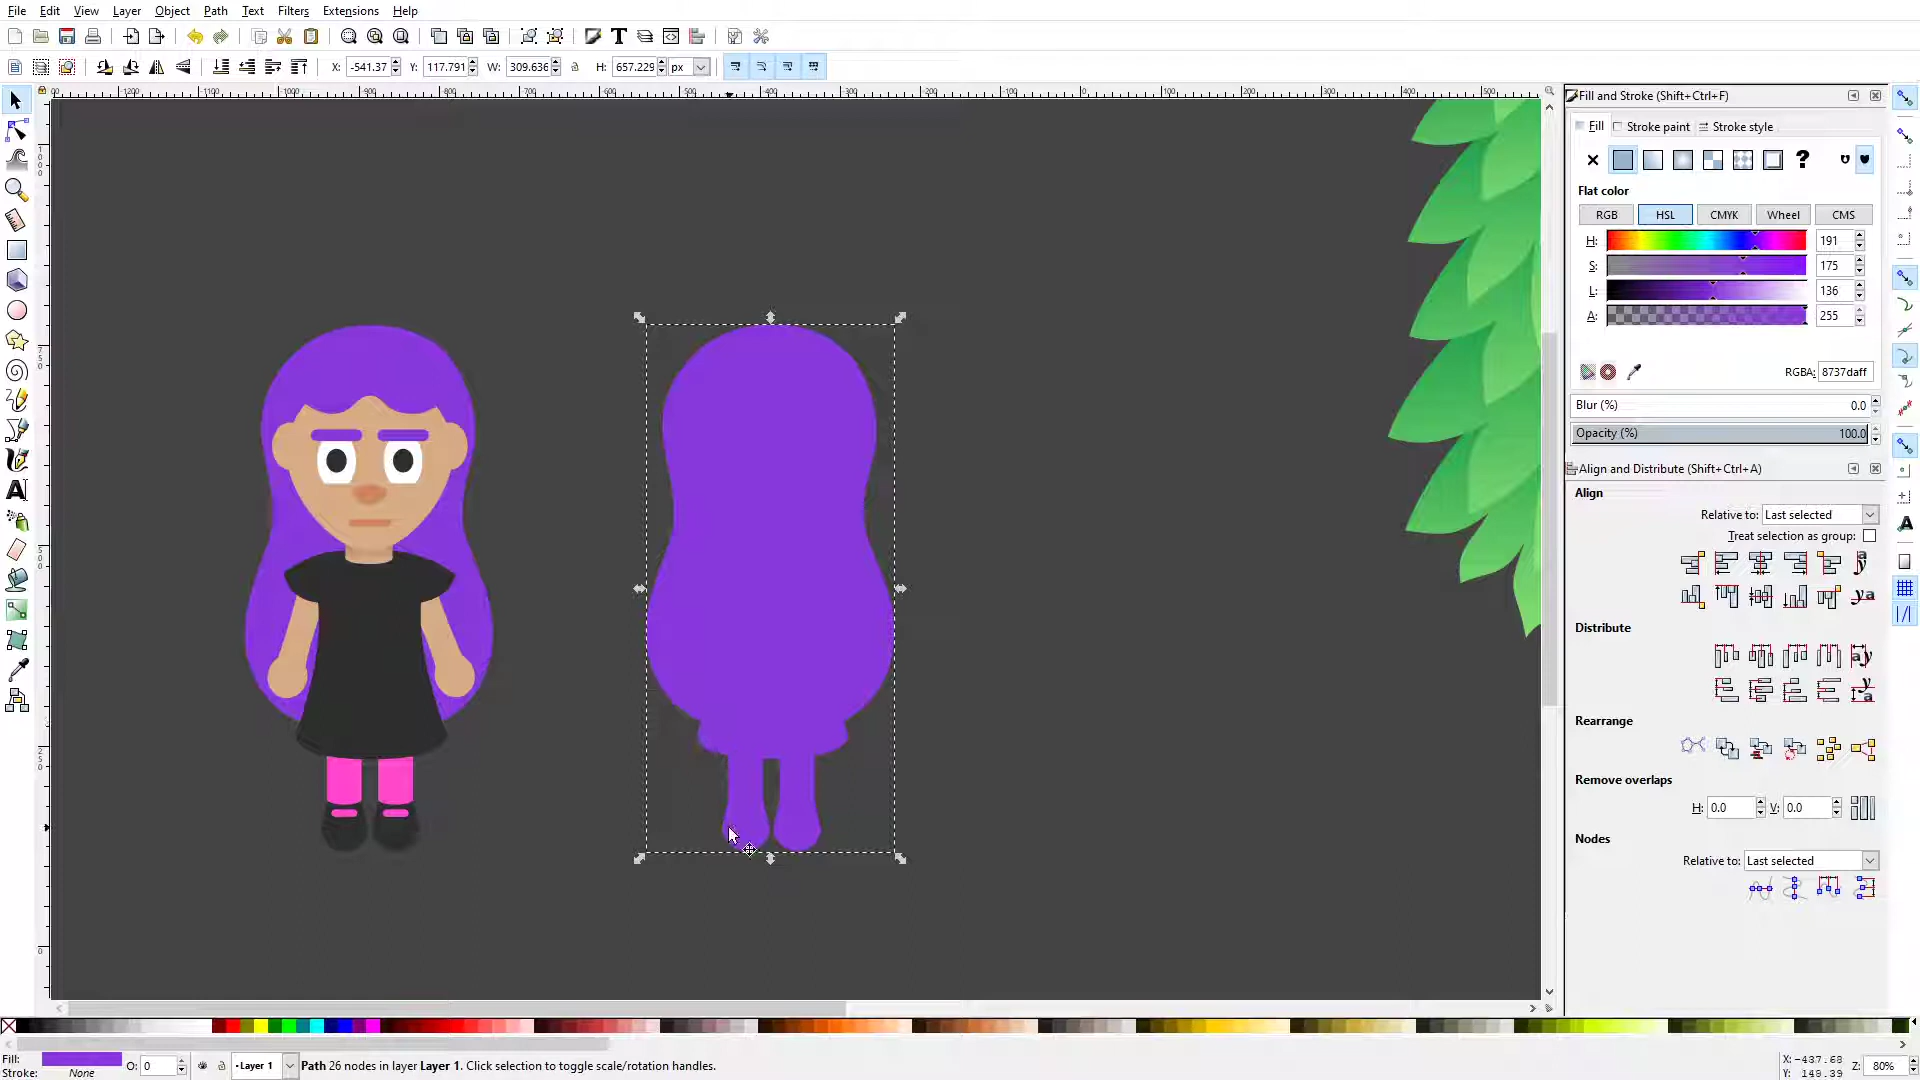 File Edit View Layer Object Path Text Filters Extensions Help
X: -541.37 Y: 117.791 W: 309.636 H: 657.229 px
Fill and Stroke (Shift+Ctrl+F)
Fill Stroke paint Stroke style
Flat color
RGB HSL CMYK Wheel CMS
H: 191
S: 175
L: 136
A: 255
RGBA: 8737daff
Blur (%) 0.0
Opacity (%) 100.0
Align and Distribute (Shift+Ctrl+A)
Align
Relative to: Last selected
Treat selection as group:
Distribute
Rearrange
Remove overlaps
H: 0.0 V: 0.0
Nodes
Relative to: Last selected
Fill:
Stroke: None
O: 0
•Layer 1
Path 26 nodes in layer Layer 1. Click selection to toggle scale/rotation handles.
X: -437.68
Y: 149.39
Z: 80%